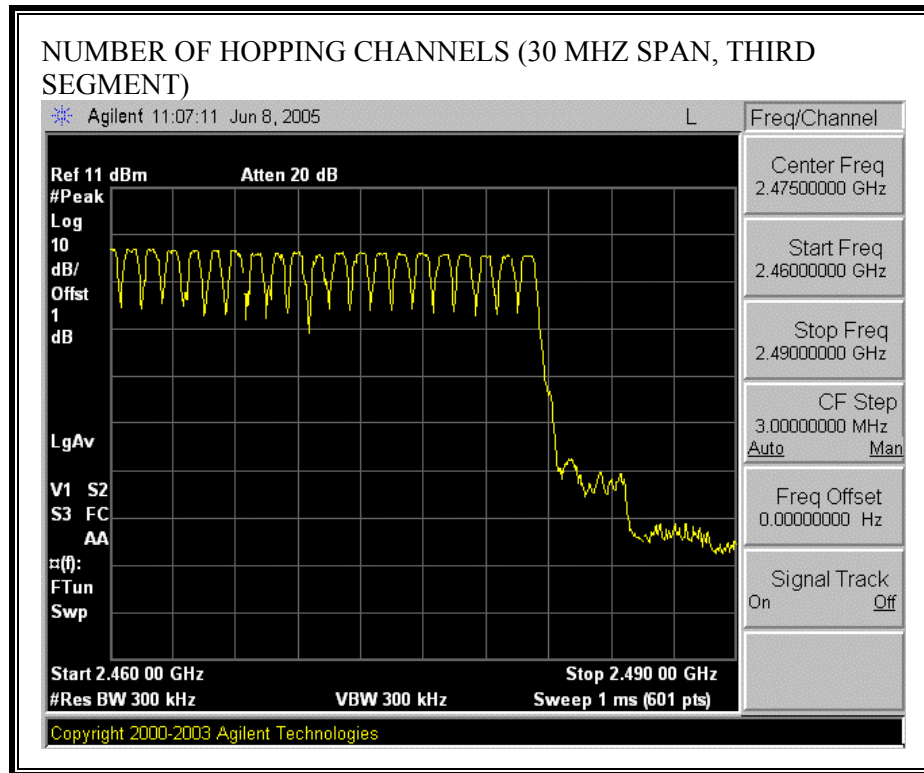 NUMBER OF HOPPING CHANNELS (30 MHZ SPAN, THIRD
SEGMENT)
Agilent 11:07:11 Jun 8, 2005 L Freq/Channel
Ref 11 dBm Atten 20 dB
#Peak
Log
10
dB/
Offst
1
dB
LgAv
V1 S2
S3 FC
AA
¤(f):
FTun
Swp
Start 2.460 00 GHz Stop 2.490 00 GHz
#Res BW 300 kHz VBW 300 kHz Sweep 1 ms (601 pts)
Center Freq
2.47500000 GHz
Start Freq
2.46000000 GHz
Stop Freq
2.49000000 GHz
CF Step
3.00000000 MHz
Auto Man
Freq Offset
0.00000000 Hz
Signal Track
On Off
Copyright 2000-2003 Agilent Technologies